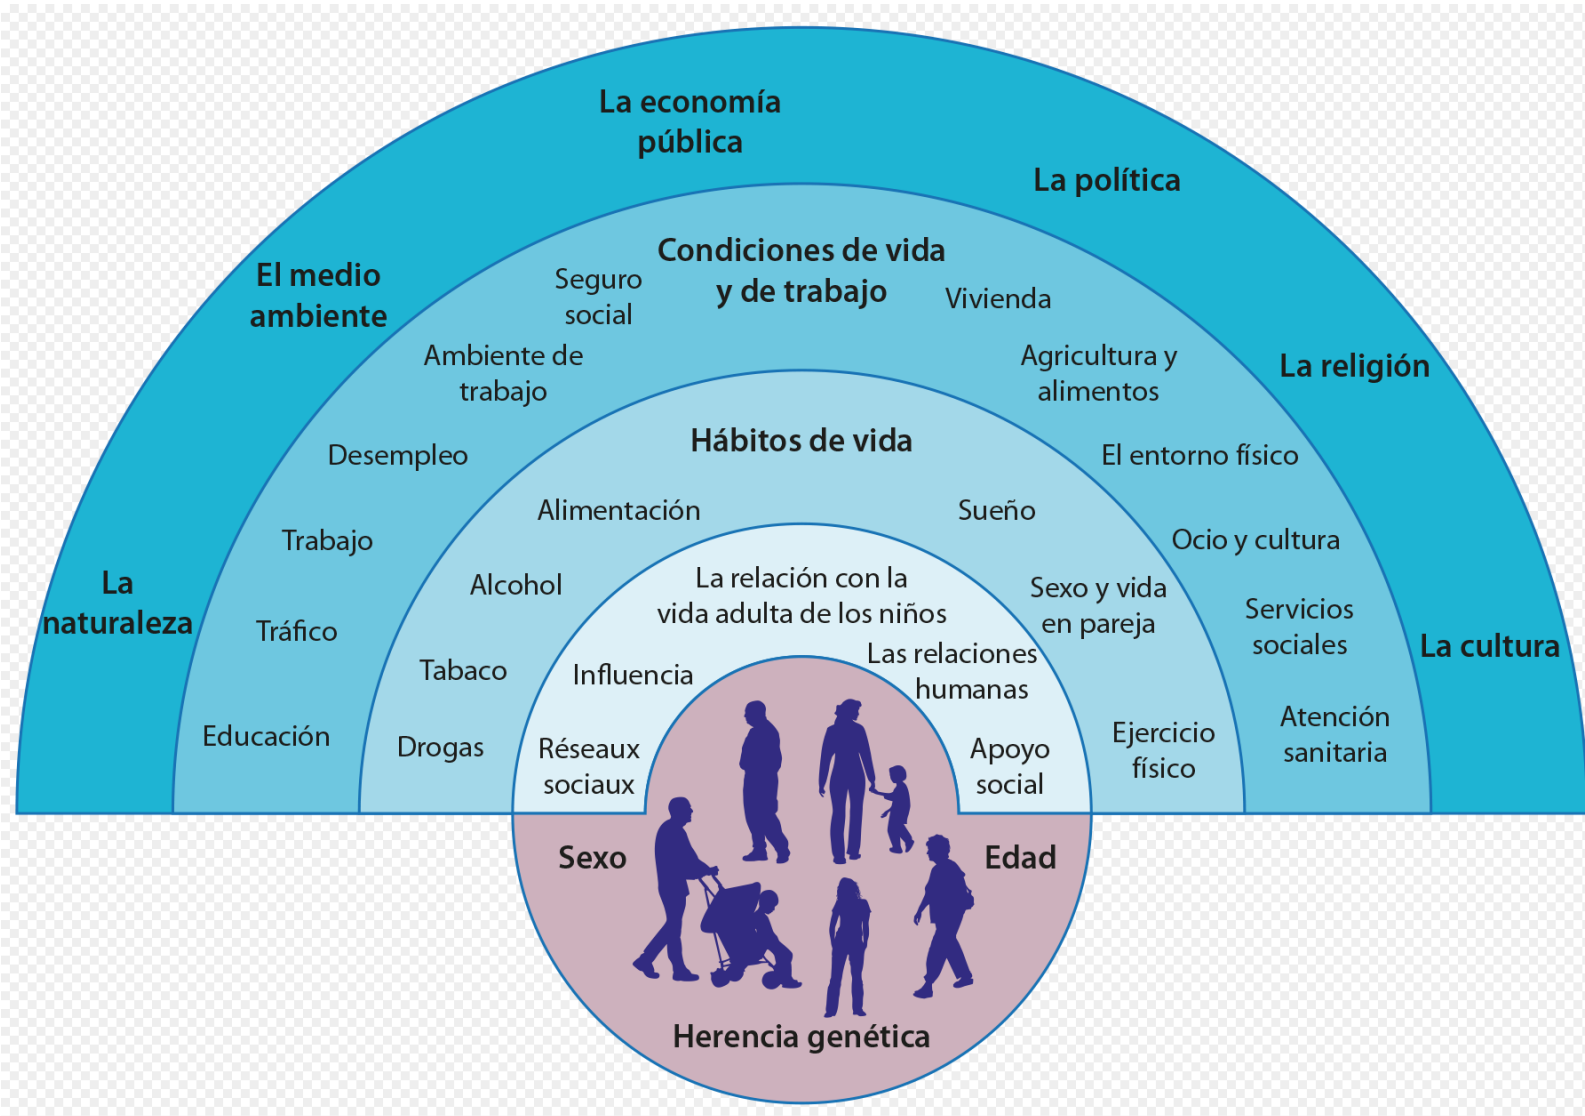 La economía
pública
La política
El medio
ambiente
La religión
La
naturaleza
La cultura
Condiciones de vida
y de trabajo
Seguro
social
Vivienda
Ambiente de
trabajo
Agricultura y
alimentos
Desempleo
El entorno físico
Trabajo
Ocio y cultura
Tráfico
Servicios
sociales
Educación
Atención
sanitaria
Hábitos de vida
Alimentación
Sueño
Alcohol
Sexo y vida
en pareja
Tabaco
Drogas
Ejercicio
físico
La relación con la
vida adulta de los niños
Influencia
Las relaciones
humanas
Réseaux
sociaux
Apoyo
social
Sexo
Edad
Herencia genética